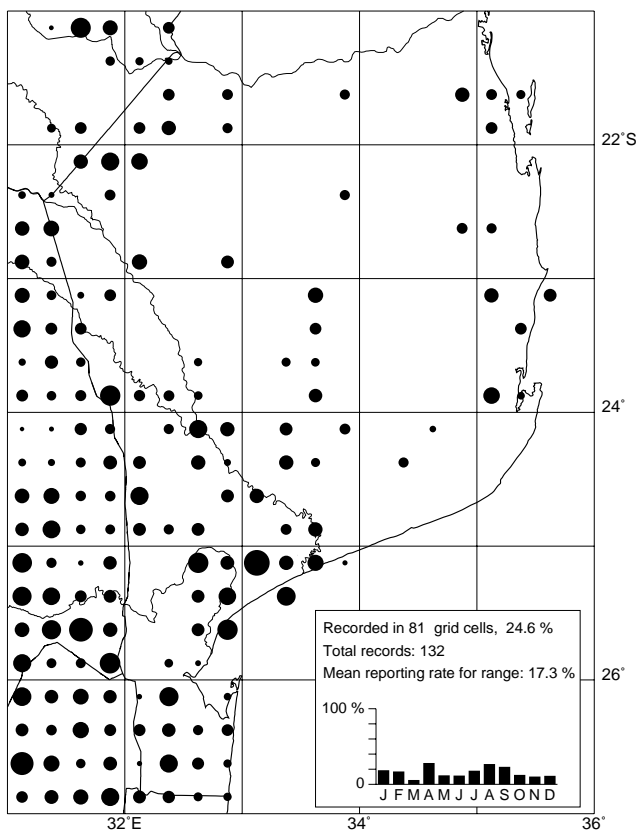 22˚S
24˚
Recorded in 81 grid cells, 24.6 %
Total records: 132
Mean reporting rate for range: 17.3 %
26˚
100 %
0
J F M A M J J A S O N D
32˚E
34˚
36˚